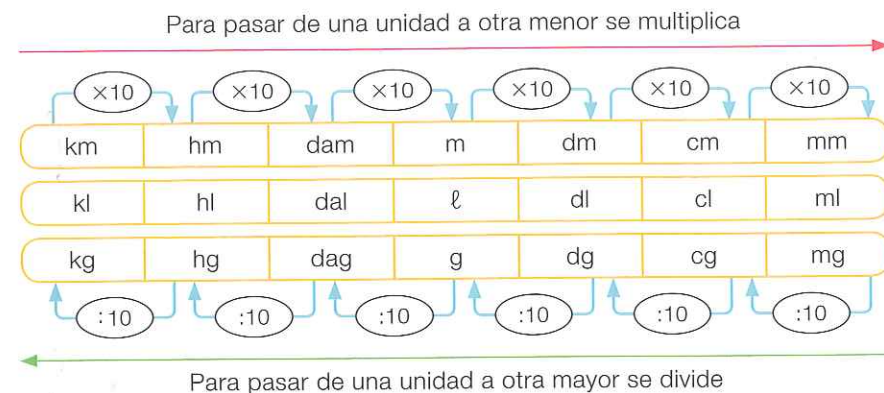 Para pasar de una unidad a otra menor se multiplica
×10 ×10 ×10 ×10 ×10 ×10
km hm dam m dm cm mm
kl hl dal ℓ dl cl ml
kg hg dag g dg cg mg
:10 :10 :10 :10 :10 :10
Para pasar de una unidad a otra mayor se divide